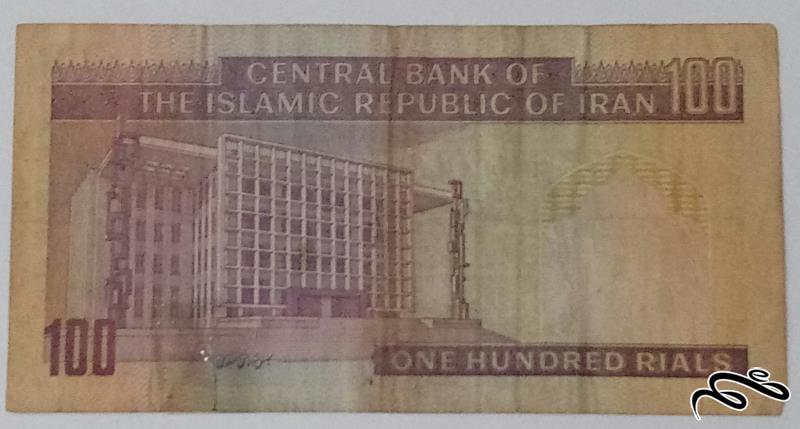 CENTRAL BANK OF
THE ISLAMIC REPUBLIC OF IRAN 100
100
ONE HUNDRED RIALS